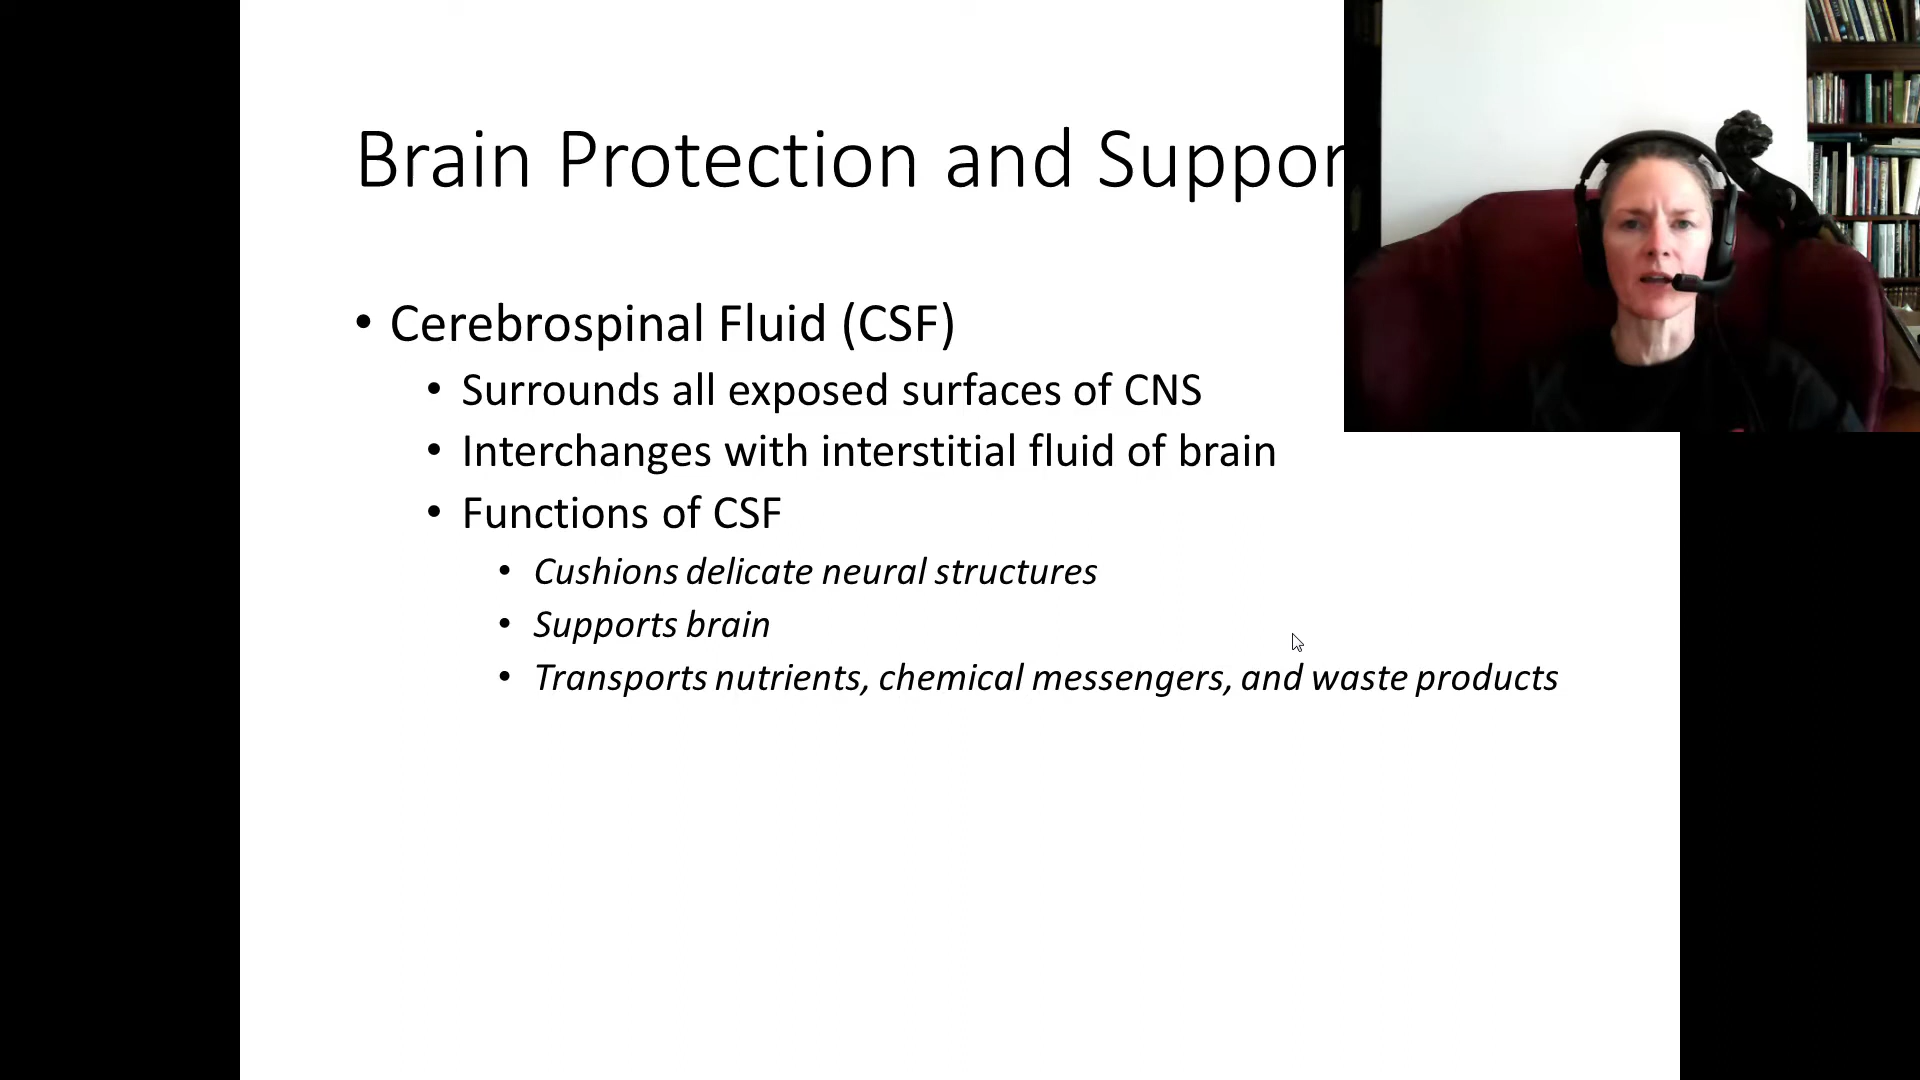 Brain Protection and Suppor
• Cerebrospinal Fluid (CSF)
• Surrounds all exposed surfaces of CNS
• Interchanges with interstitial fluid of brain
• Functions of CSF
• Cushions delicate neural structures
• Supports brain
• Transports nutrients, chemical messengers, and waste products